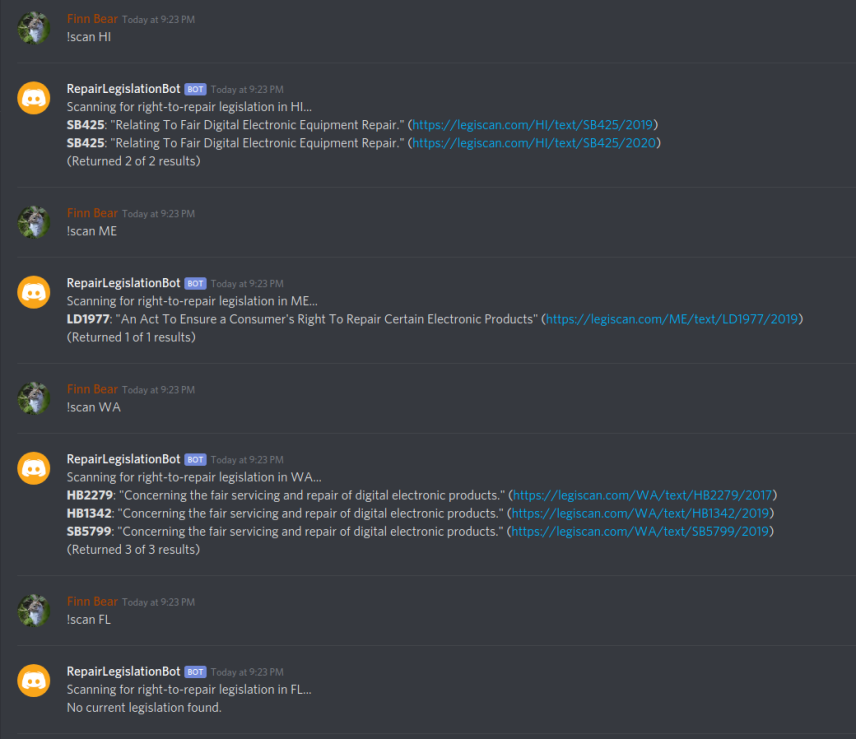 Finn Bear Today at 9:23 PM
!scan HI
RepairLegislationBot BOT Today at 9:23 PM
Scanning for right-to-repair legislation in HI...
SB425: "Relating To Fair Digital Electronic Equipment Repair." (https://legiscan.com/HI/text/SB425/2019)
SB425: "Relating To Fair Digital Electronic Equipment Repair." (https://legiscan.com/HI/text/SB425/2020)
(Returned 2 of 2 results)
Finn Bear Today at 9:23 PM
!scan ME
RepairLegislationBot BOT Today at 9:23 PM
Scanning for right-to-repair legislation in ME...
LD1977: "An Act To Ensure a Consumer's Right To Repair Certain Electronic Products" (https://legiscan.com/ME/text/LD1977/2019)
(Returned 1 of 1 results)
Finn Bear Today at 9:23 PM
!scan WA
RepairLegislationBot BOT Today at 9:23 PM
Scanning for right-to-repair legislation in WA...
HB2279: "Concerning the fair servicing and repair of digital electronic products." (https://legiscan.com/WA/text/HB2279/2017)
HB1342: "Concerning the fair servicing and repair of digital electronic products." (https://legiscan.com/WA/text/HB1342/2019)
SB5799: "Concerning the fair servicing and repair of digital electronic products." (https://legiscan.com/WA/text/SB5799/2019)
(Returned 3 of 3 results)
Finn Bear Today at 9:23 PM
!scan FL
RepairLegislationBot BOT Today at 9:23 PM
Scanning for right-to-repair legislation in FL...
No current legislation found.